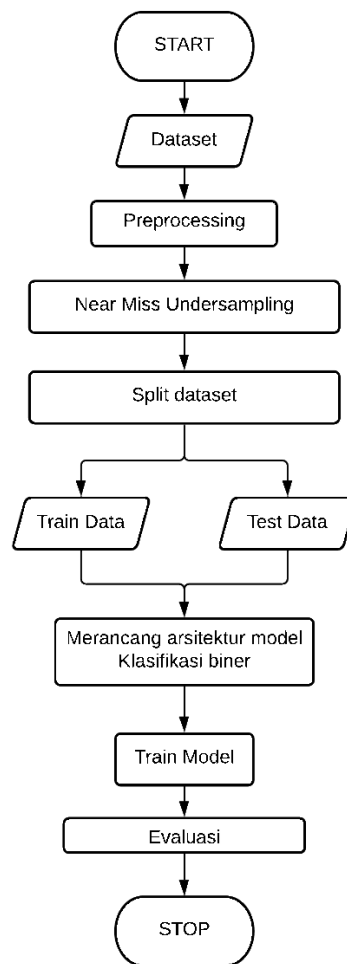 START
Dataset
Preprocessing
Near Miss Undersampling
Split dataset
Train Data
Test Data
Merancang arsitektur model
Klasifikasi biner
Train Model
Evaluasi
STOP